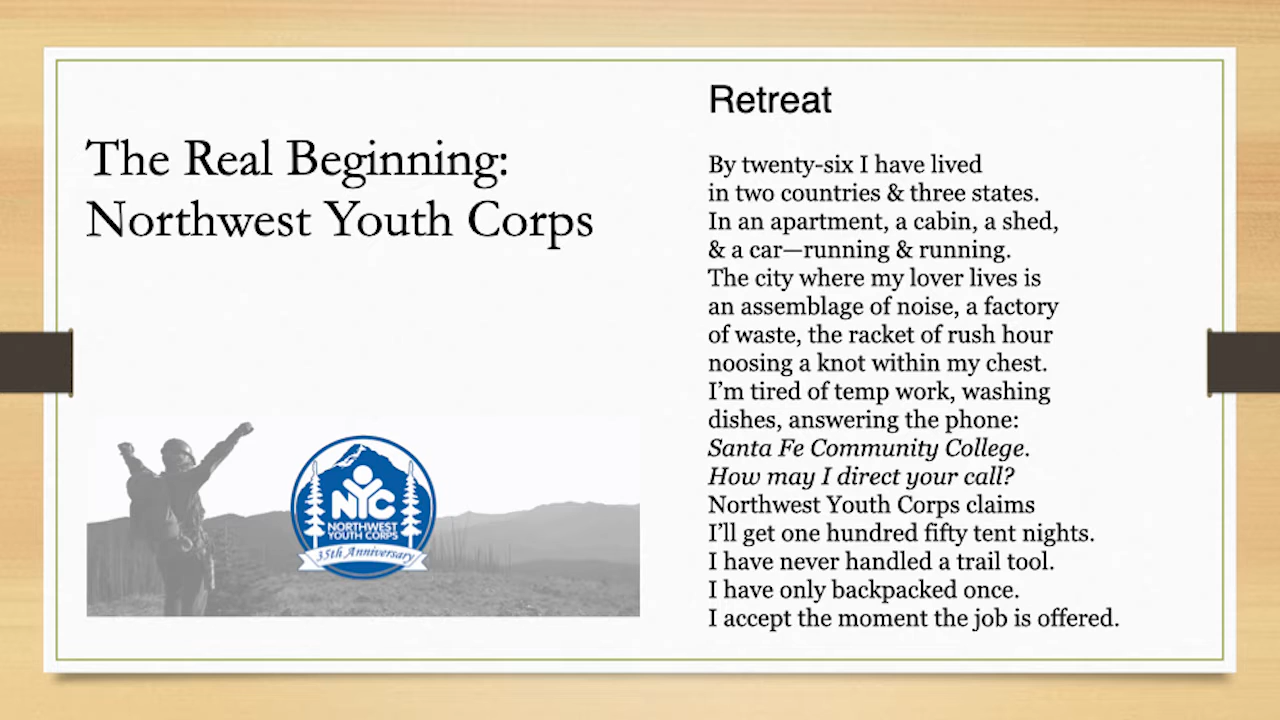 The Real Beginning:
Northwest Youth Corps
NYC
NORTHWEST
YOUTH CORPS
35th Anniversary
Retreat
By twenty-six I have lived
in two countries & three states.
In an apartment, a cabin, a shed,
& a car—running & running.
The city where my lover lives is
an assemblage of noise, a factory
of waste, the racket of rush hour
noosing a knot within my chest.
I’m tired of temp work, washing
dishes, answering the phone:
Santa Fe Community College.
How may I direct your call?
Northwest Youth Corps claims
I’ll get one hundred fifty tent nights.
I have never handled a trail tool.
I have only backpacked once.
I accept the moment the job is offered.